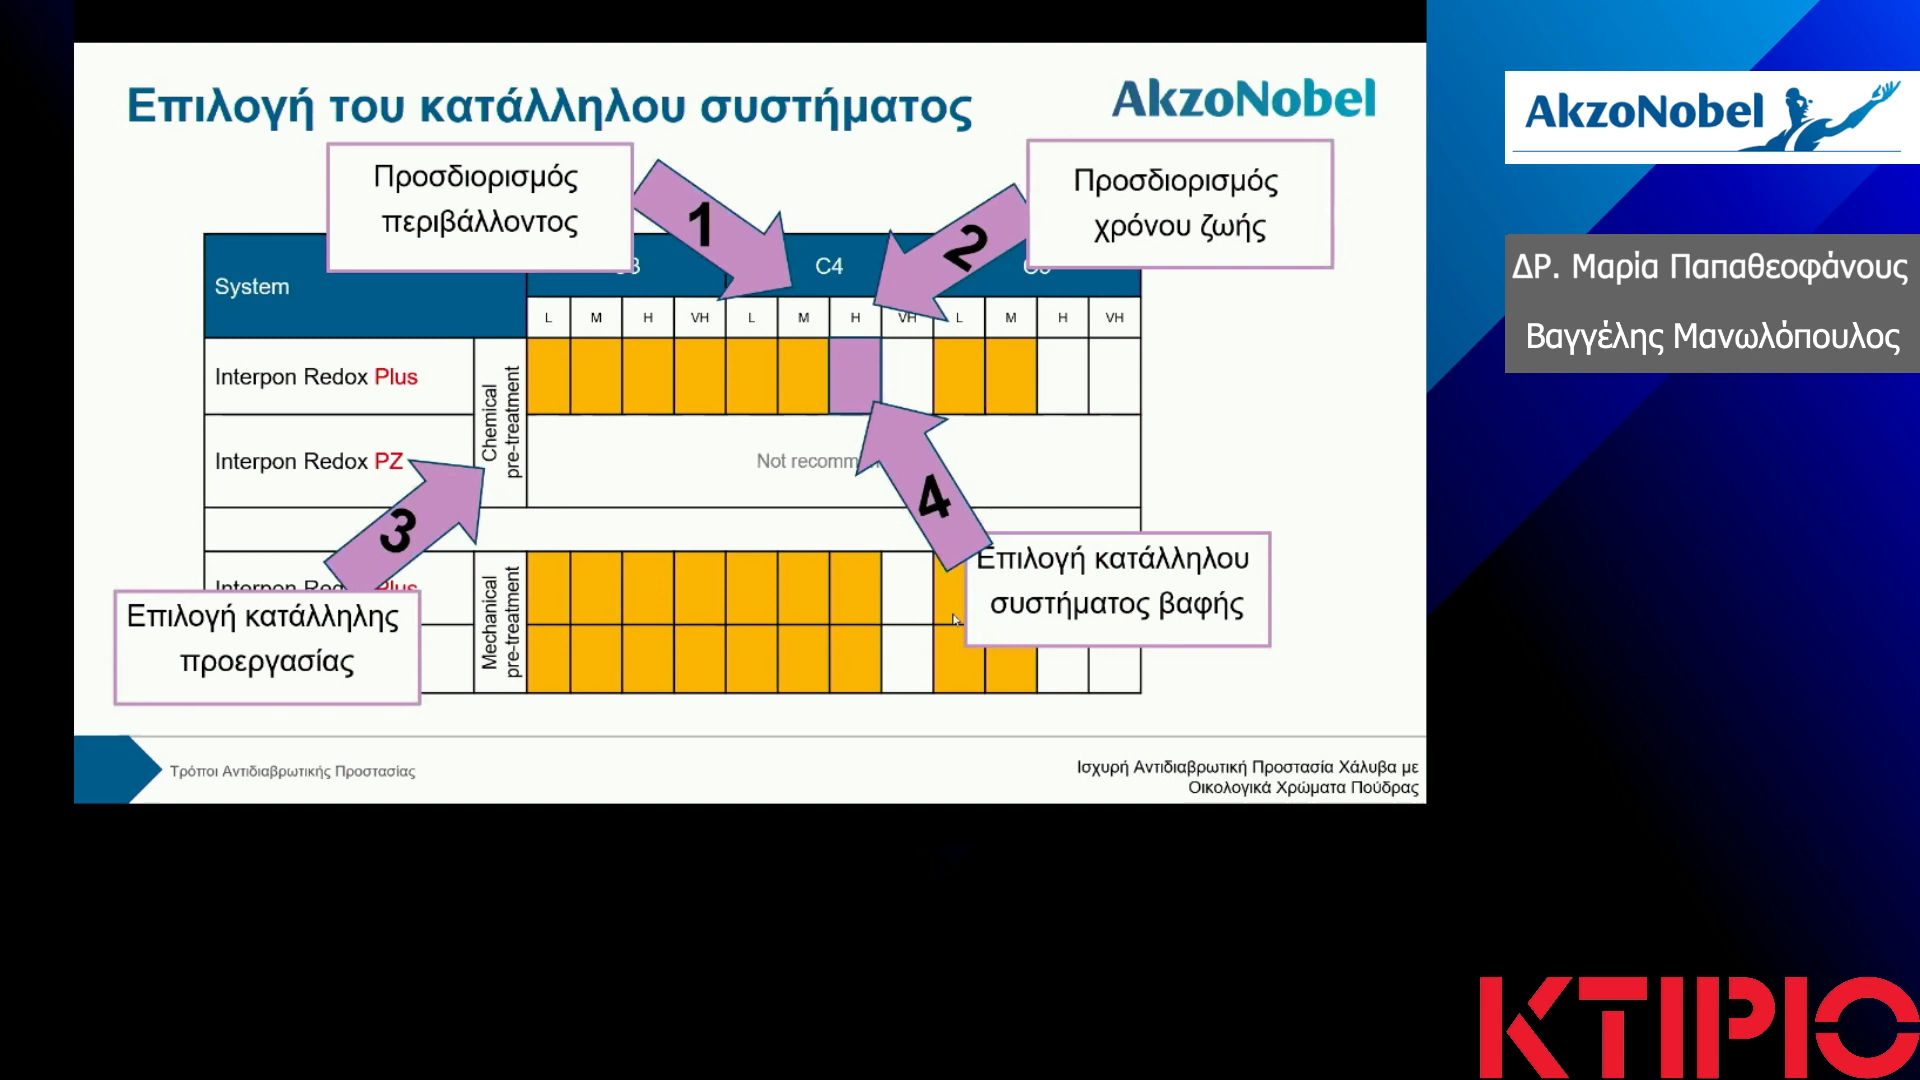 Επιλογή του κατάλληλου συστήματος
AkzoNobel
Προσδιορισμός
περιβάλλοντος
1
2
Προσδιορισμός
χρόνου ζωής
System
C4
L M H VH L M H VH L M H VH
Interpon Redox Plus
Chemical
pre-treatment
Interpon Redox PZ
Not
3
4
Επιλογή κατάλληλου
συστήματος βαφής
Plus
Mechanical
pre-treatment
Επιλογή κατάλληλης
προεργασίας
Τρόποι Αντιδιαβρωτικής Προστασίας
Ισχυρή Αντιδιαβρωτική Προστασία Χάλυβα με
Οικολογικά Χρώματα Πούδρας
AkzoNobel
ΔΡ. Μαρία Παπαθεοφάνους
Βαγγέλης Μανωλόπουλος
ΚΤΙΡΙΟ